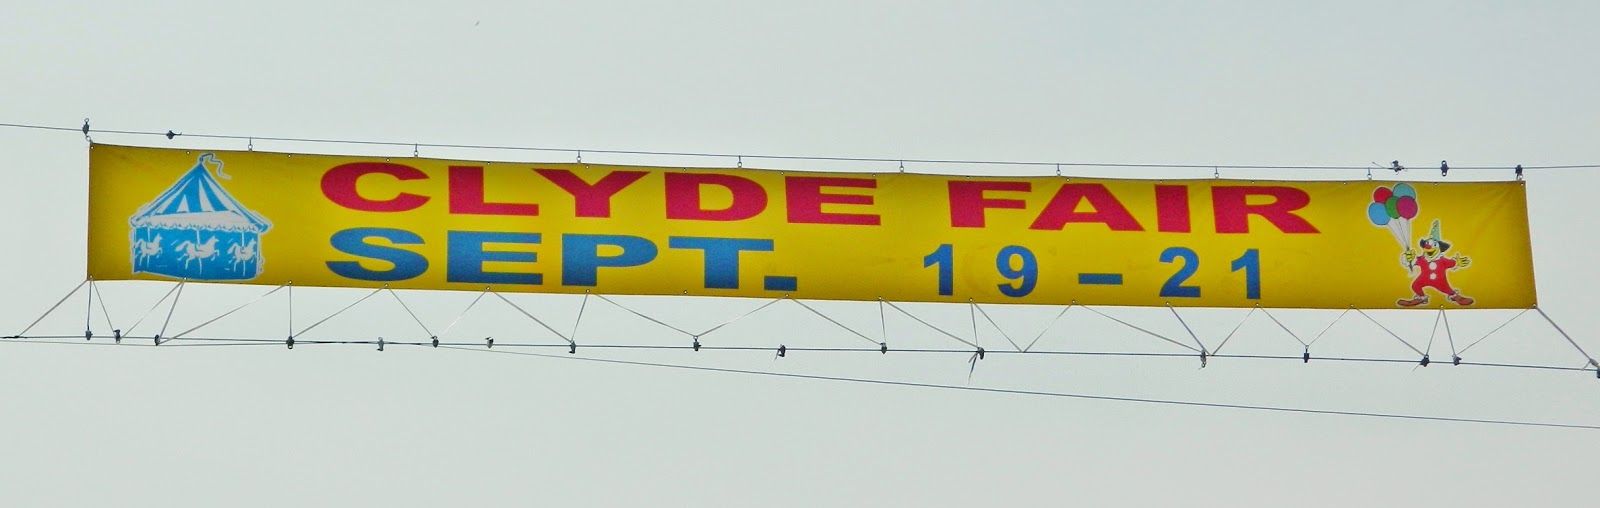 CLYDE FAIR
SEPT. 19 - 21